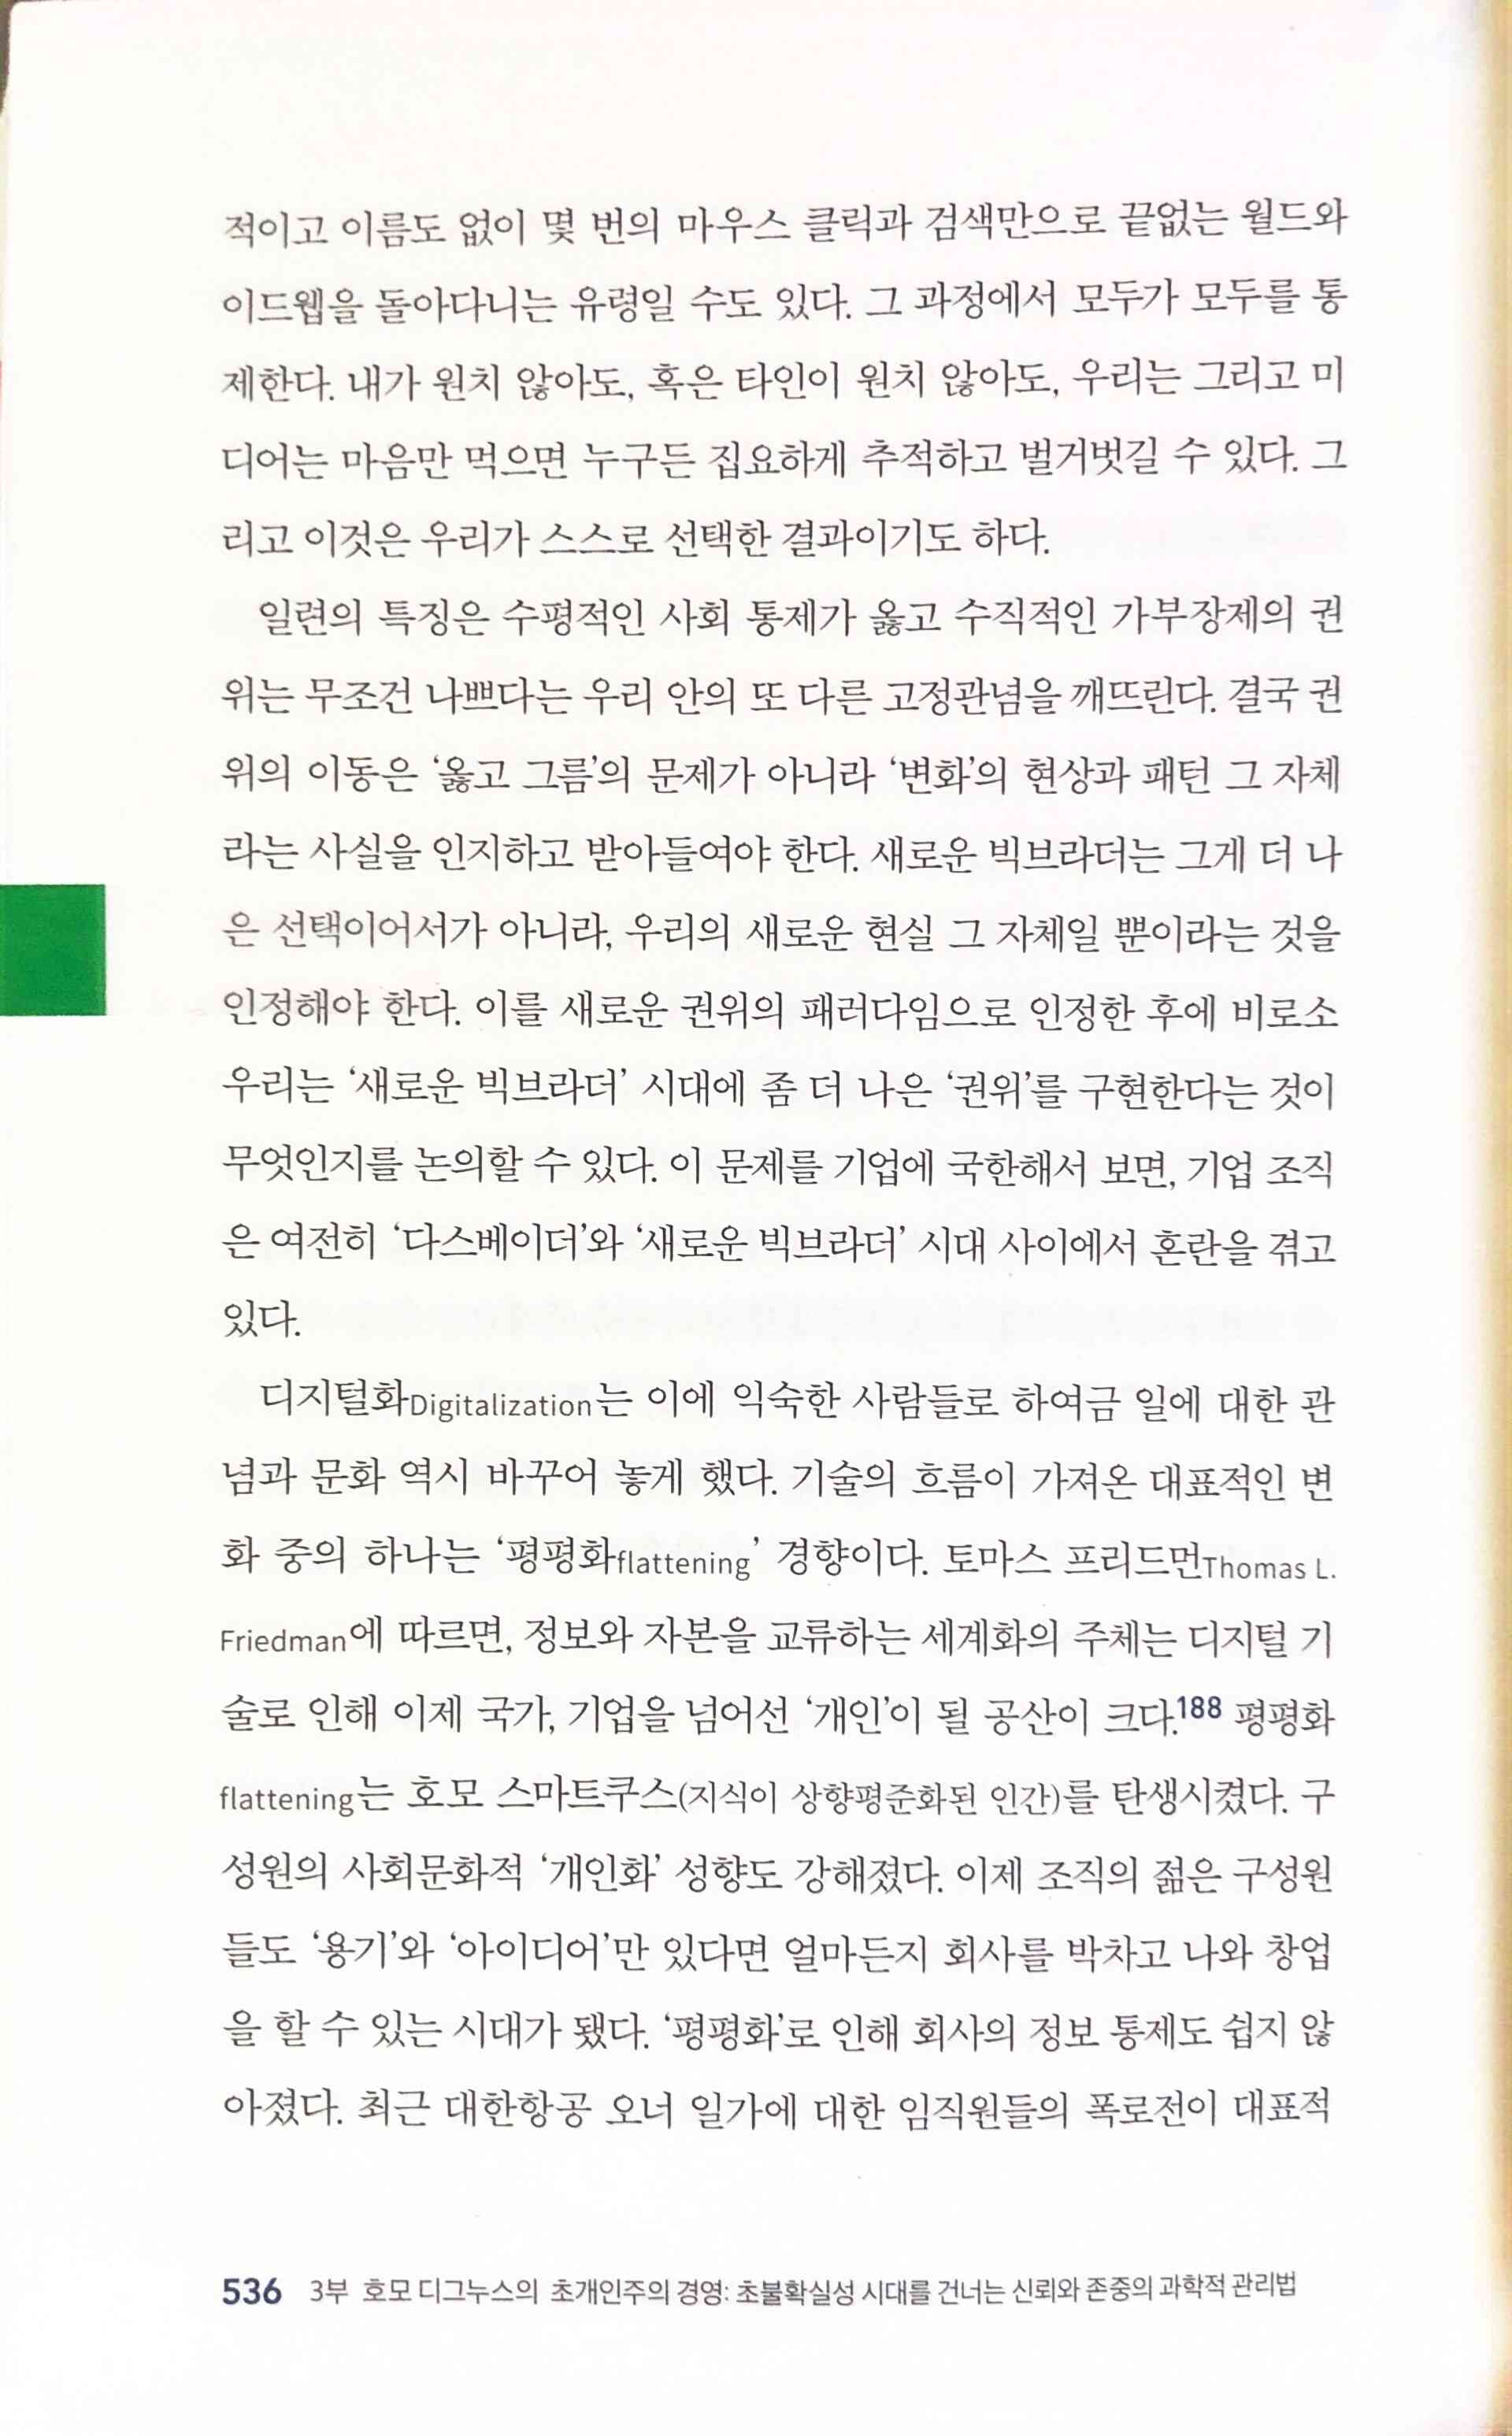 적이고 이름도 없이 몇 번의 마우스 클릭과 검색만으로 끝없는 월드와
이드웹을 돌아다니는 유령일 수도 있다. 그 과정에서 모두가 모두를 통
제한다. 내가 원치 않아도, 혹은 타인이 원치 않아도, 우리는 그리고 미
디어는 마음만 먹으면 누구든 집요하게 추적하고 벌거벗길 수 있다. 그
리고 이것은 우리가 스스로 선택한 결과이기도 하다.
일련의 특징은 수평적인 사회 통제가 옳고 수직적인 가부장제의 권
위는 무조건 나쁘다는 우리 안의 또 다른 고정관념을 깨뜨린다. 결국 권
위의 이동은 ‘옳고 그름’의 문제가 아니라 ‘변화’의 현상과 패턴 그 자체
라는 사실을 인지하고 받아들여야 한다. 새로운 빅브라더는 그게 더 나
은 선택이어서가 아니라, 우리의 새로운 현실 그 자체일 뿐이라는 것을
인정해야 한다. 이를 새로운 권위의 패러다임으로 인정한 후에 비로소
우리는 ‘새로운 빅브라더’ 시대에 좀 더 나은 ‘권위’를 구현한다는 것이
무엇인지를 논의할 수 있다. 이 문제를 기업에 국한해서 보면, 기업 조직
은 여전히 ‘다스베이더’와 ‘새로운 빅브라더’ 시대 사이에서 혼란을 겪고
있다.
디지털화Digitalization는 이에 익숙한 사람들로 하여금 일에 대한 관
념과 문화 역시 바꾸어 놓게 했다. 기술의 흐름이 가져온 대표적인 변
화 중의 하나는 ‘평평화flattening’ 경향이다. 토마스 프리드먼Thomas L.
Friedman에 따르면, 정보와 자본을 교류하는 세계화의 주체는 디지털 기
술로 인해 이제 국가, 기업을 넘어선 ‘개인’이 될 공산이 크다.188 평평화
flattening는 호모 스마트쿠스(지식이 상향평준화된 인간)를 탄생시켰다. 구
성원의 사회문화적 ‘개인화’ 성향도 강해졌다. 이제 조직의 젊은 구성원
들도 ‘용기’와 ‘아이디어’만 있다면 얼마든지 회사를 박차고 나와 창업
을 할 수 있는 시대가 됐다. ‘평평화’로 인해 회사의 정보 통제도 쉽지 않
아졌다. 최근 대한항공 오너 일가에 대한 임직원들의 폭로전이 대표적
536 3부 호모 디그누스의 초개인주의 경영: 초불확실성 시대를 건너는 신뢰와 존중의 과학적 관리법